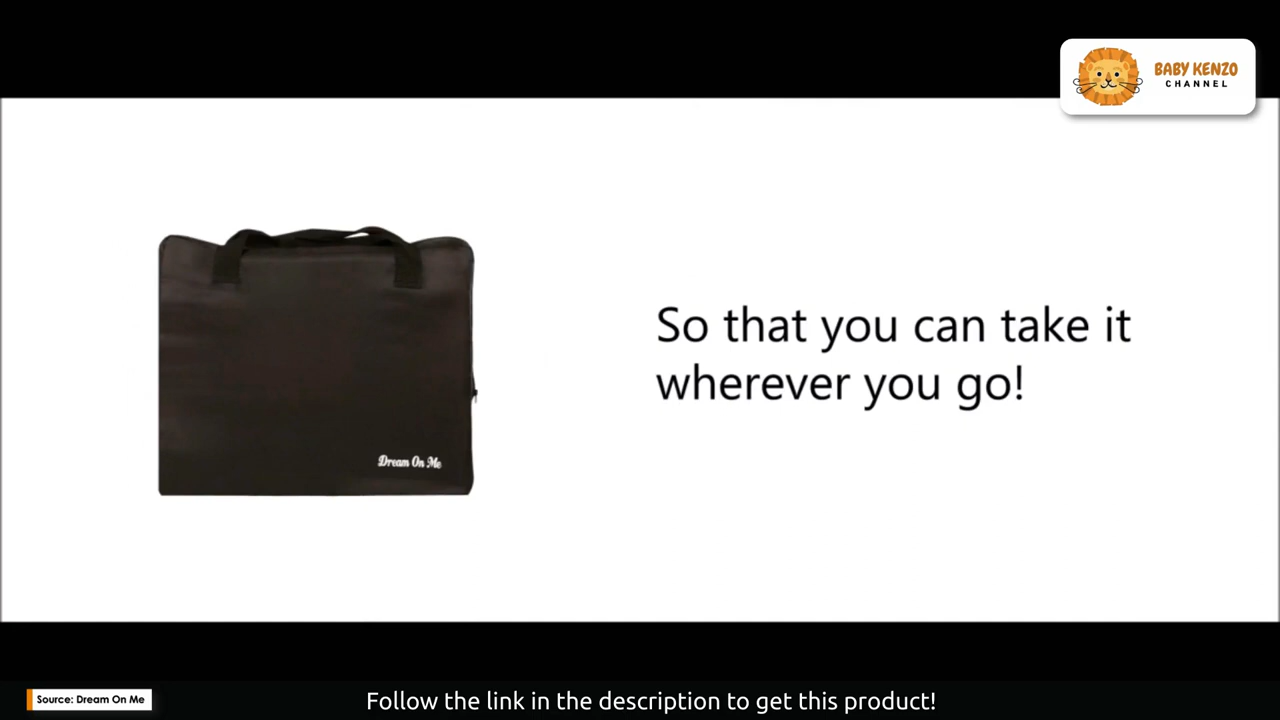 BABY KENZO
CHANNEL
So that you can take it
wherever you go!
Dream On Me
Source: Dream On Me
Follow the link in the description to get this product!